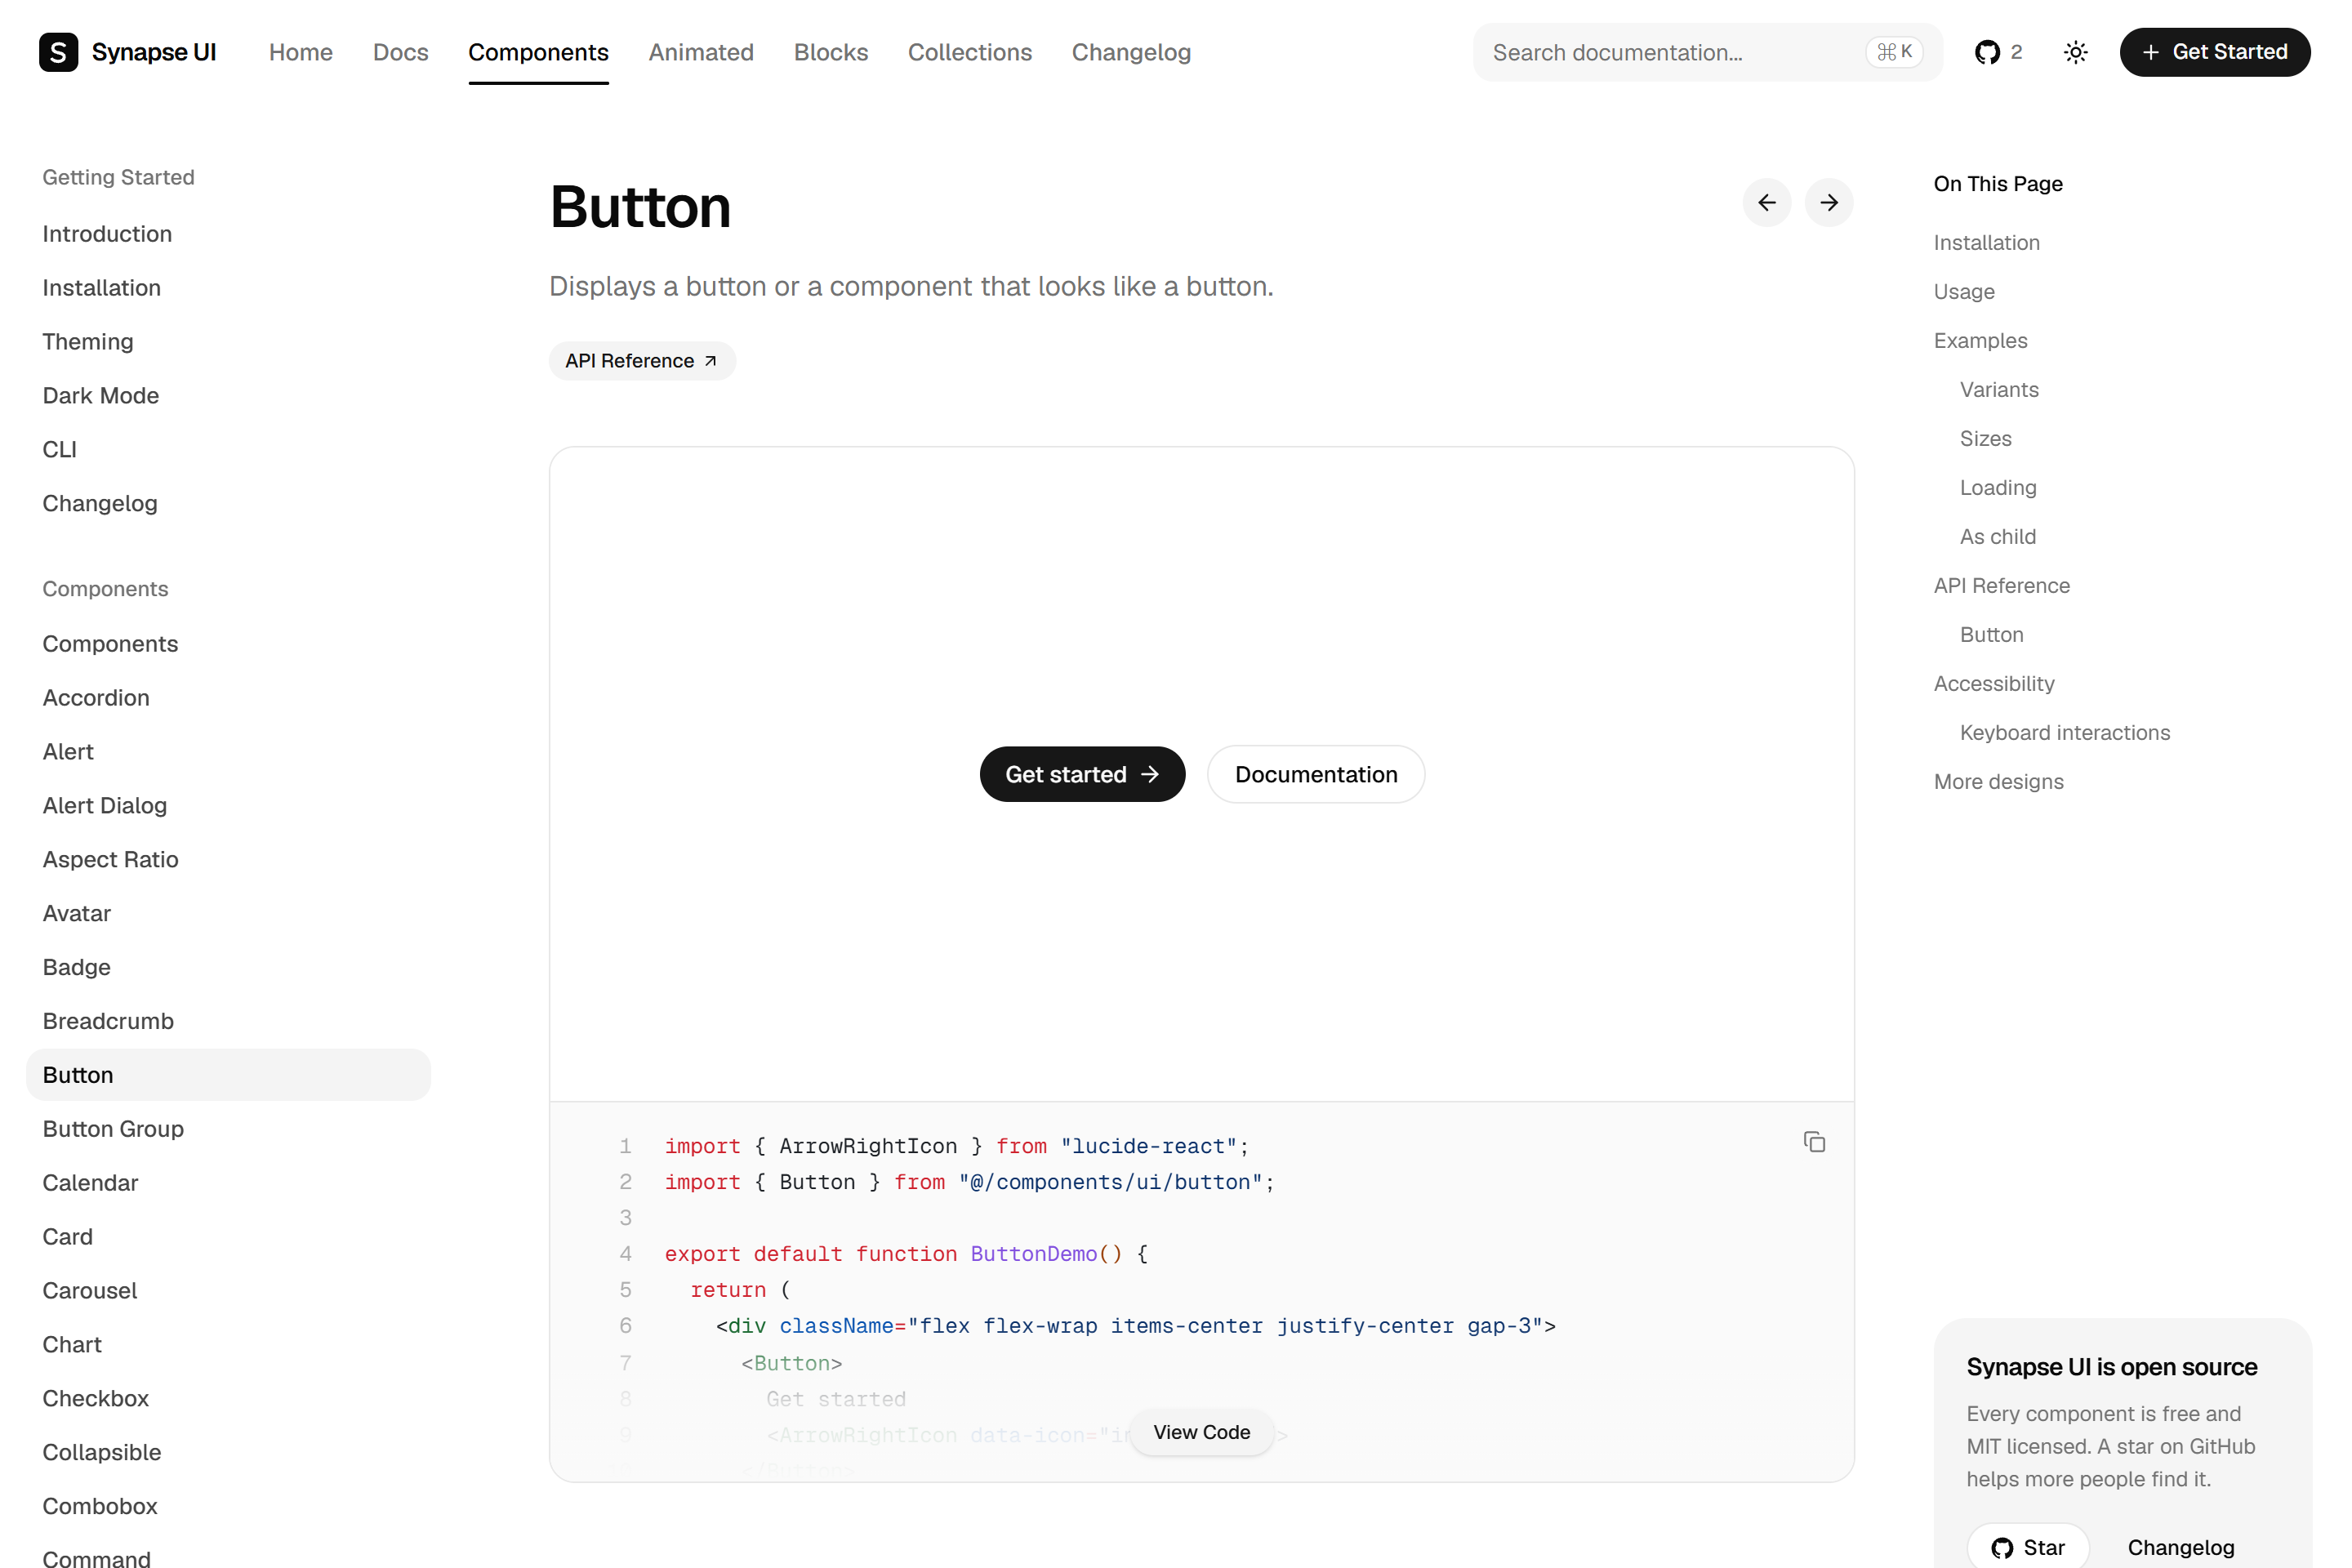 S Synapse UI Home Docs Components Animated Blocks Collections Changelog Search documentation... ⌘ K 2 + Get Started
Getting Started
Introduction
Installation
Theming
Dark Mode
CLI
Changelog
Components
Components
Accordion
Alert
Alert Dialog
Aspect Ratio
Avatar
Badge
Breadcrumb
Button
Button Group
Calendar
Card
Carousel
Chart
Checkbox
Collapsible
Combobox
Command
Button
Displays a button or a component that looks like a button.
API Reference
Get started
Documentation
1 import { ArrowRightIcon } from "lucide-react";
2 import { Button } from "@/components/ui/button";
3
4 export default function ButtonDemo() {
5 return (
6 <div className="flex flex-wrap items-center justify-center gap-3">
7 <Button>
8 Get started
9 <ArrowRightIcon data-icon=
</Button>
View Code
On This Page
Installation
Usage
Examples
Variants
Sizes
Loading
As child
API Reference
Button
Accessibility
Keyboard interactions
More designs
Synapse UI is open source
Every component is free and
MIT licensed. A star on GitHub
helps more people find it.
Star
Changelog